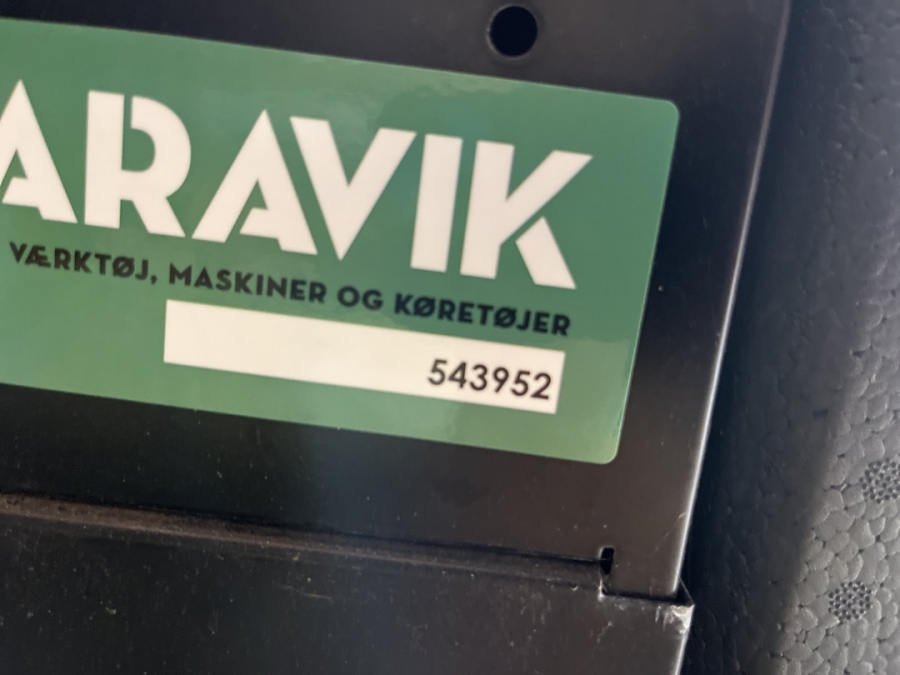 ARAVIK
VÆRKTØJ, MASKINER OG KØRETØJER
543952